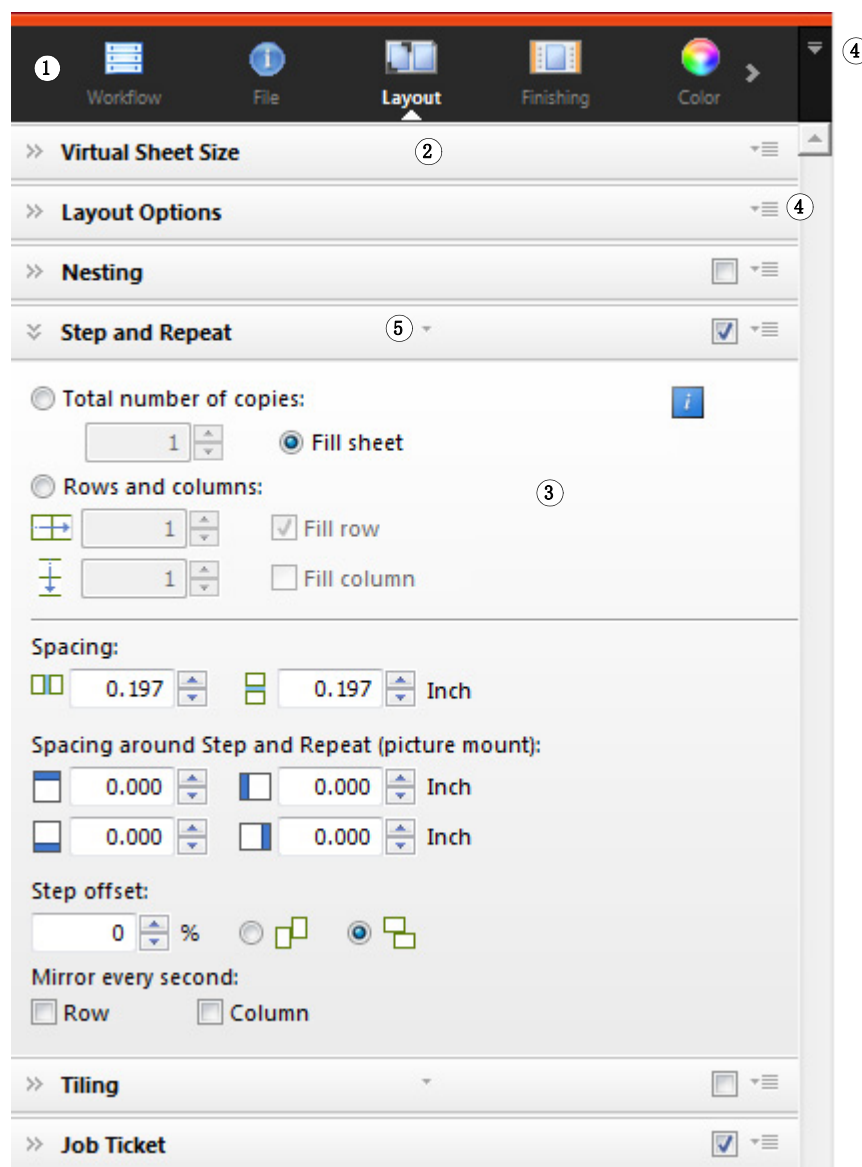 ① Workflow File Layout Finishing Color ④
Virtual Sheet Size ②
Layout Options ④
Nesting
Step and Repeat ⑤
Total number of copies: i
1 Fill sheet
Rows and columns: ③
1 Fill row
1 Fill column
Spacing:
0.197 0.197 Inch
Spacing around Step and Repeat (picture mount):
0.000 0.000 Inch
0.000 0.000 Inch
Step offset:
0 %
Mirror every second:
Row Column
Tiling
Job Ticket